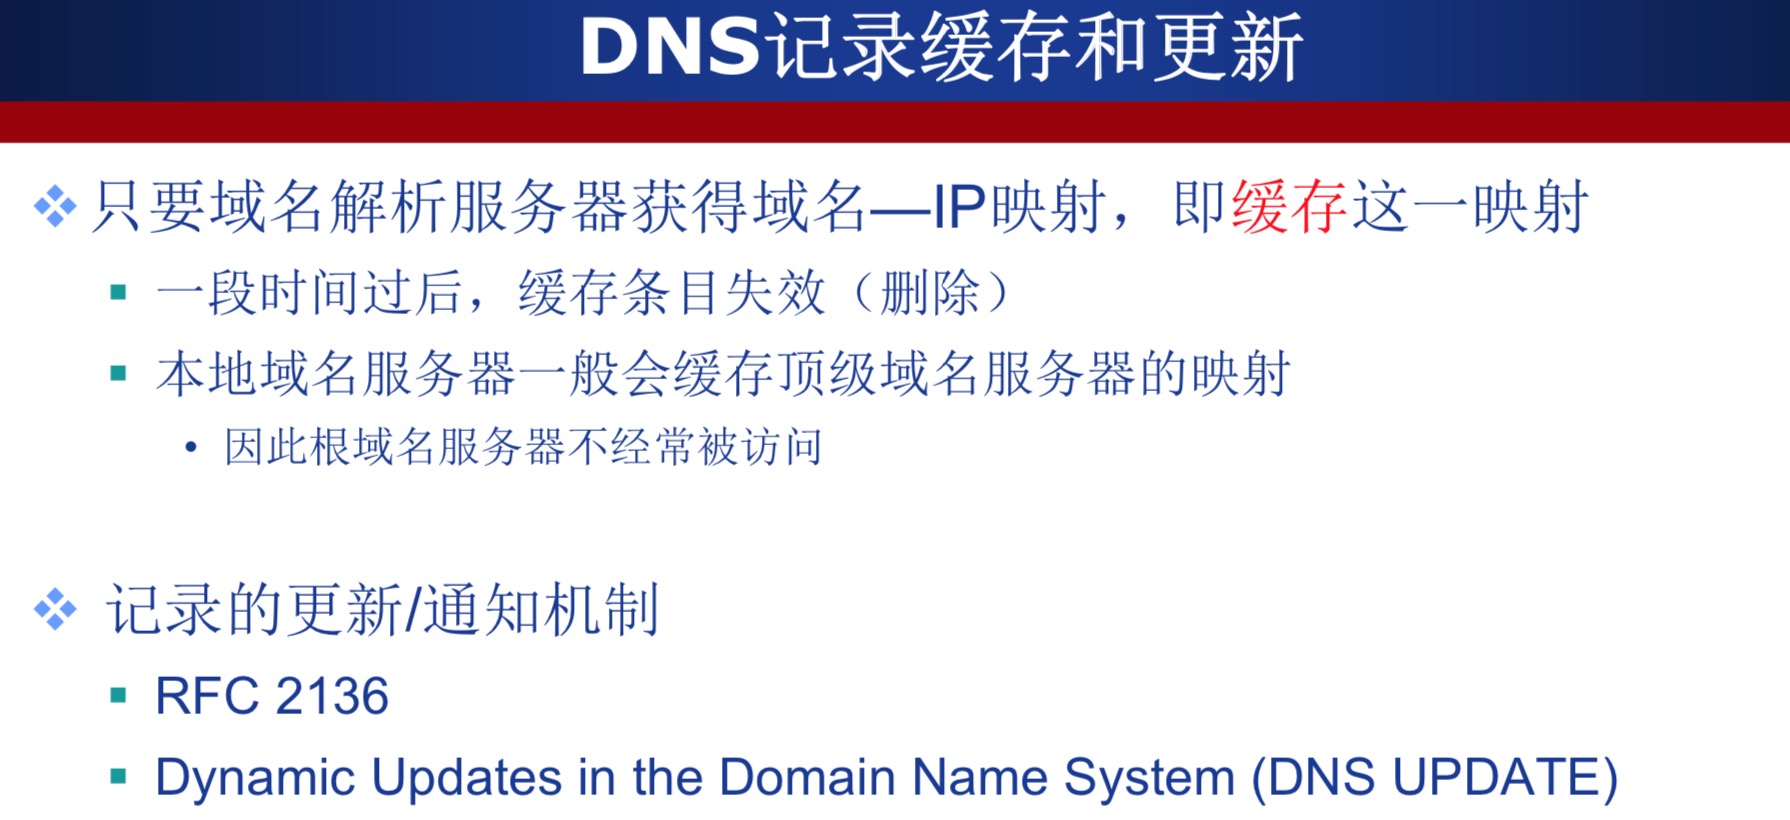 DNS记录缓存和更新
只要域名解析服务器获得域名—IP映射，即缓存这一映射
一段时间过后，缓存条目失效（删除）
本地域名服务器一般会缓存顶级域名服务器的映射
• 因此根域名服务器不经常被访问
记录的更新/通知机制
RFC 2136
Dynamic Updates in the Domain Name System (DNS UPDATE)